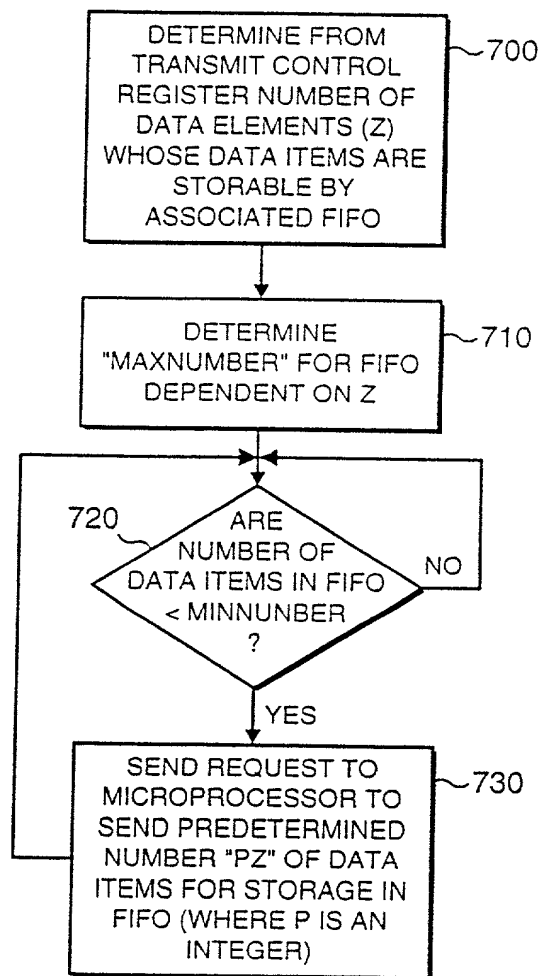 DETERMINE FROM
TRANSMIT CONTROL
REGISTER NUMBER OF
DATA ELEMENTS (Z)
WHOSE DATA ITEMS ARE
STORABLE BY
ASSOCIATED FIFO
700
DETERMINE
"MAXNUMBER" FOR FIFO
DEPENDENT ON Z
710
720
ARE
NUMBER OF
DATA ITEMS IN FIFO
< MINNUNBER
?
NO
YES
SEND REQUEST TO
MICROPROCESSOR TO
SEND PREDETERMINED
NUMBER "PZ" OF DATA
ITEMS FOR STORAGE IN
FIFO (WHERE P IS AN
INTEGER)
730